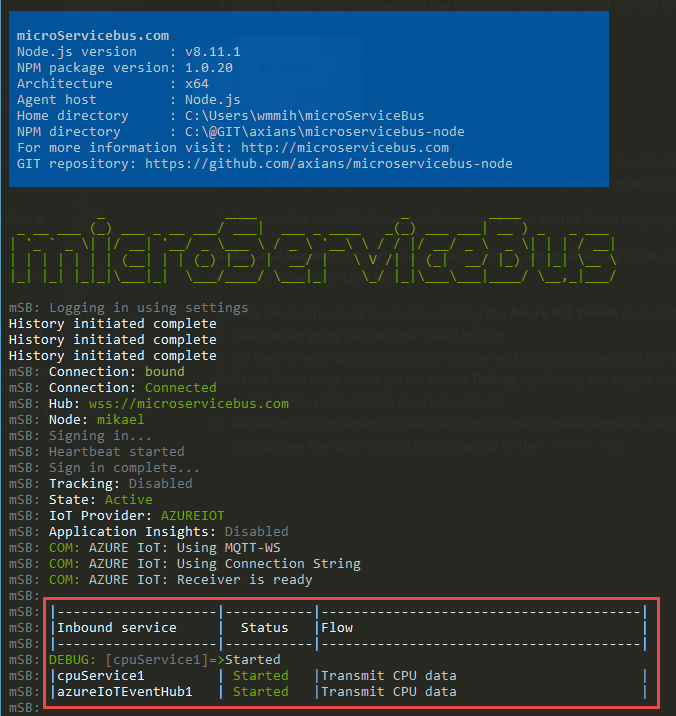 microServicebus.com
Node.js version    : v8.11.1
NPM package version: 1.0.20
Architecture       : x64
Agent host         : Node.js
Home directory     : C:\Users\wmmih\microServiceBus
NPM directory      : C:\@GIT\axians\microservicebus-node
For more information visit: http://microservicebus.com
GIT repository: https://github.com/axians/microservicebus-node
microServiceBus
mSB: Logging in using settings
History initiated complete
History initiated complete
History initiated complete
mSB: Connection: bound
mSB: Connection: Connected
mSB: Hub: wss://microservicebus.com
mSB: Node: mikael
mSB: Signing in...
mSB: Heartbeat started
mSB: Sign in complete...
mSB: Tracking: Disabled
mSB: State: Active
mSB: IoT Provider: AZUREIOT
mSB: Application Insights: Disabled
mSB: COM: AZURE IoT: Using MQTT-WS
mSB: COM: AZURE IoT: Using Connection String
mSB: COM: AZURE IoT: Receiver is ready
mSB:
mSB: |--------------------|-----------|----------------------------------------|
mSB: |Inbound service     |  Status   |Flow                                    |
mSB: |--------------------|-----------|----------------------------------------|
mSB: DEBUG: [cpuService1]=>Started
mSB: |cpuService1         | Started   |Transmit CPU data                       |
mSB: |azureIoTEventHub1   | Started   |Transmit CPU data                       |
mSB: